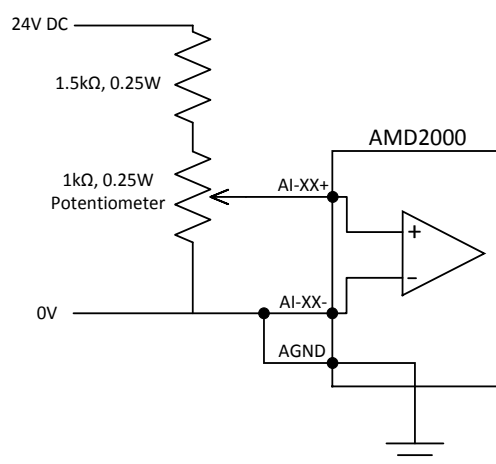 24V DC
1.5kΩ, 0.25W
AMD2000
1kΩ, 0.25W
Potentiometer
AI-XX+
+
-
0V
AI-XX-
AGND